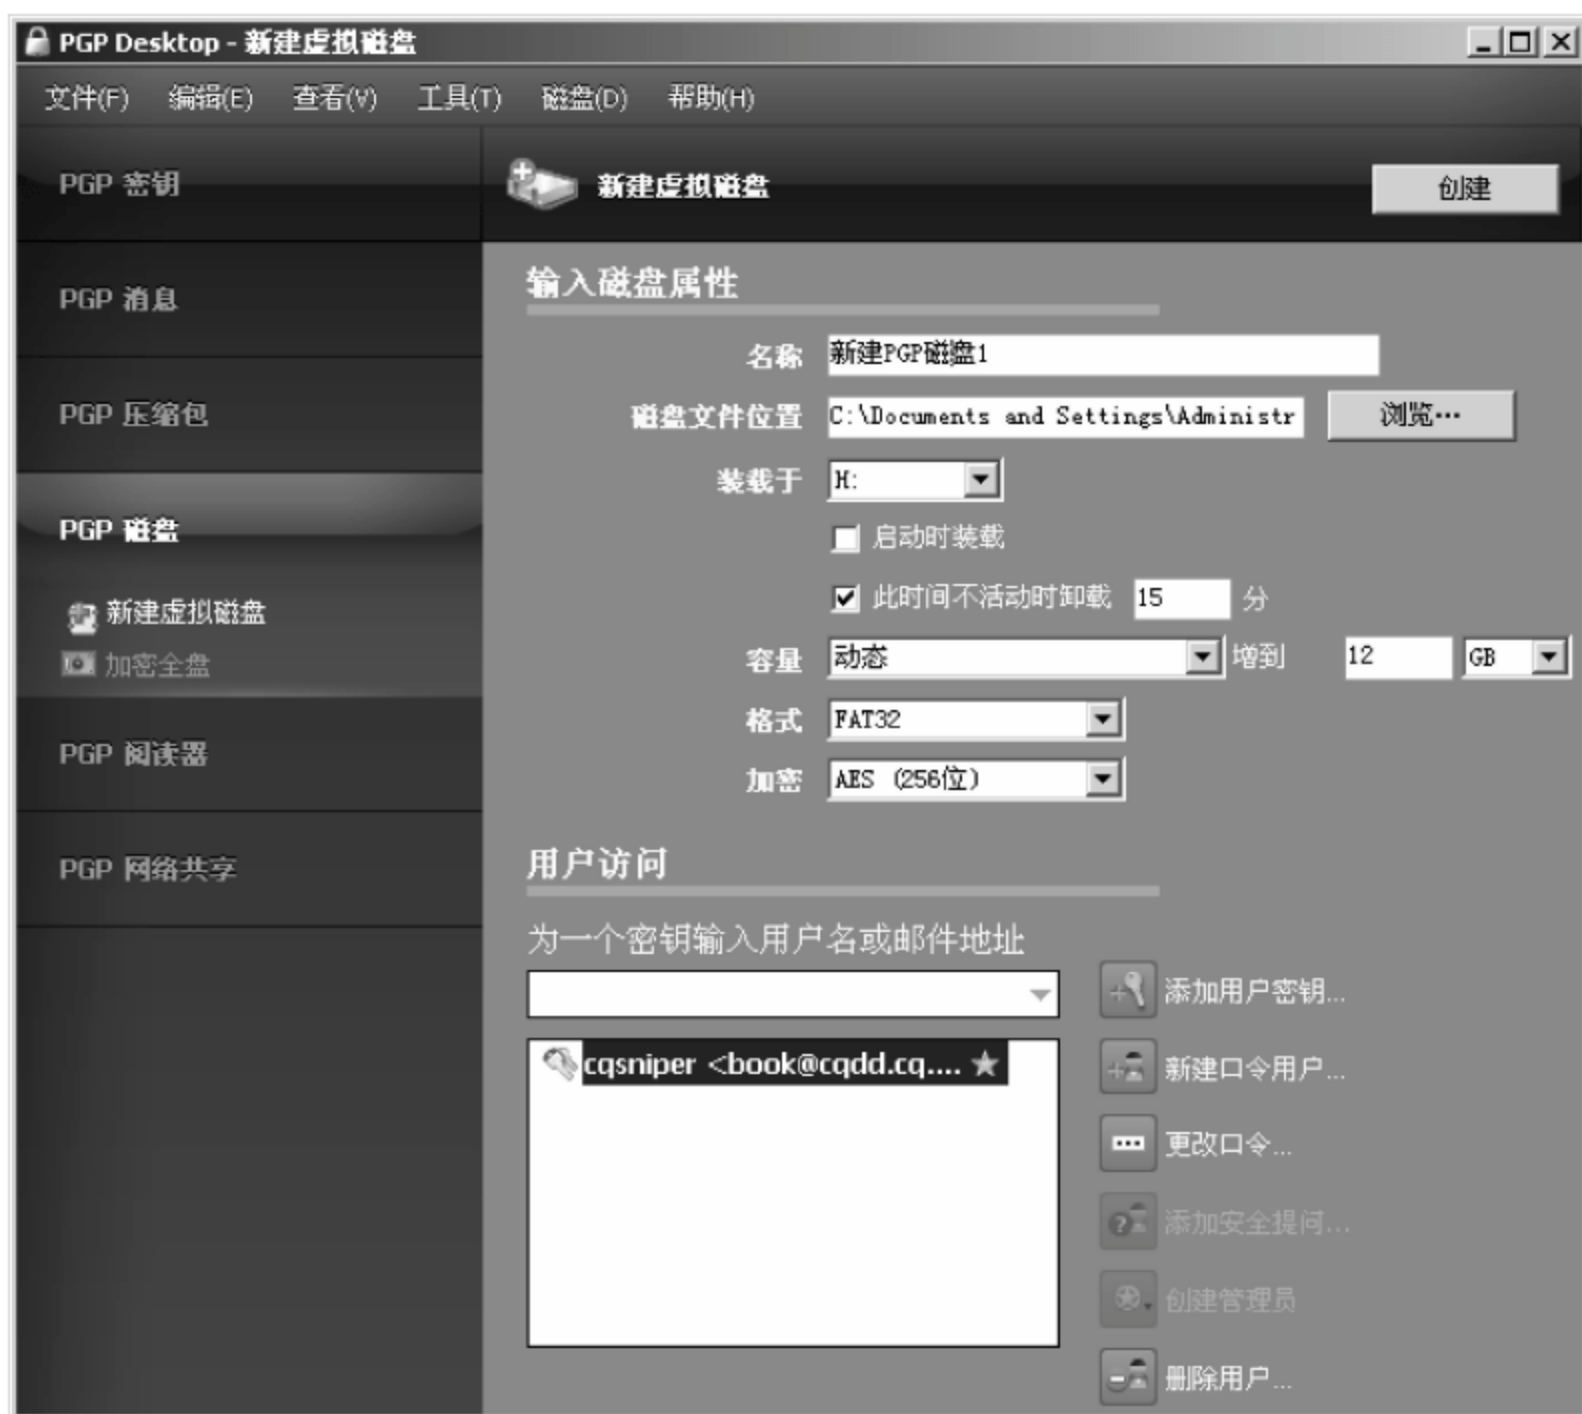 PGP Desktop - 新建虚拟磁盘
文件(F) 编辑(E) 查看(V) 工具(T) 磁盘(D) 帮助(H)
PGP 密钥
PGP 消息
PGP 压缩包
PGP 磁盘
新建虚拟磁盘
加密全盘
PGP 阅读器
PGP 网络共享
新建虚拟磁盘 创建
输入磁盘属性
名称 新建PGP磁盘1
磁盘文件位置 C:\Documents and Settings\Administr 浏览…
装载于 H:
启动时装载
此时间不活动时卸载 15 分
容量 动态 增到 12 GB
格式 FAT32
加密 AES (256位)
用户访问
为一个密钥输入用户名或邮件地址
cqsniper <book@cqdd.cq....
添加用户密钥...
新建口令用户...
更改口令...
添加安全提问...
创建管理员
删除用户...